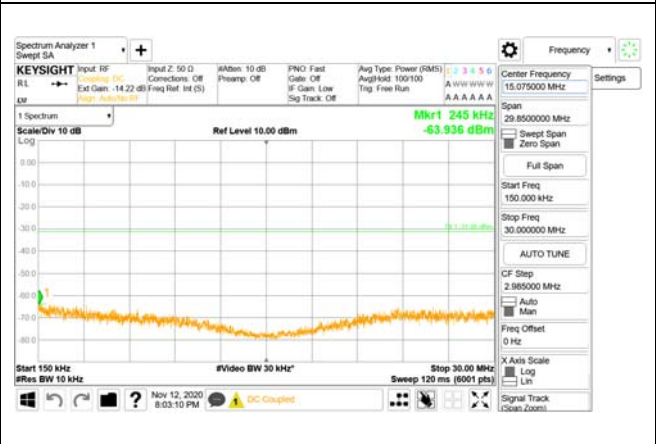 Spectrum Analyzer 1
Swept SA
Frequency
KEYSIGHT
RL
Input: RF
Coupling: DC
Ext Gain: -14.22 dB
Align: Auto/No RF
Input Z: 50 Ω
Corrections: Off
Freq Ref: Int (S)
#Atten: 10 dB
Preamp: Off
PNO: Fast
Gate: Off
IF Gain: Low
Sig Track: Off
Avg Type: Power (RMS)
Avg|Hold: 100/100
Trig: Free Run
1 2 3 4 5 6
A W W W W W
A A A A A A
1 Spectrum
Scale/Div 10 dB
Log
Ref Level 10.00 dBm
Mkr1 245 kHz
-63.936 dBm
0.00
-10.0
-20.0
-30.0
-40.0
-50.0
-60.0
-70.0
-80.0
1
Start 150 kHz
#Res BW 10 kHz
#Video BW 30 kHz*
Stop 30.00 MHz
Sweep 120 ms (6001 pts)
Nov 12, 2020
8:03:10 PM
DC Coupled
Center Frequency
15.075000 MHz
Settings
Span
29.8500000 MHz
Swept Span
Zero Span
Full Span
Start Freq
150.000 kHz
Stop Freq
30.000000 MHz
AUTO TUNE
CF Step
2.985000 MHz
Auto
Man
Freq Offset
0 Hz
X Axis Scale
Log
Lin
Signal Track
(Span Zoom)